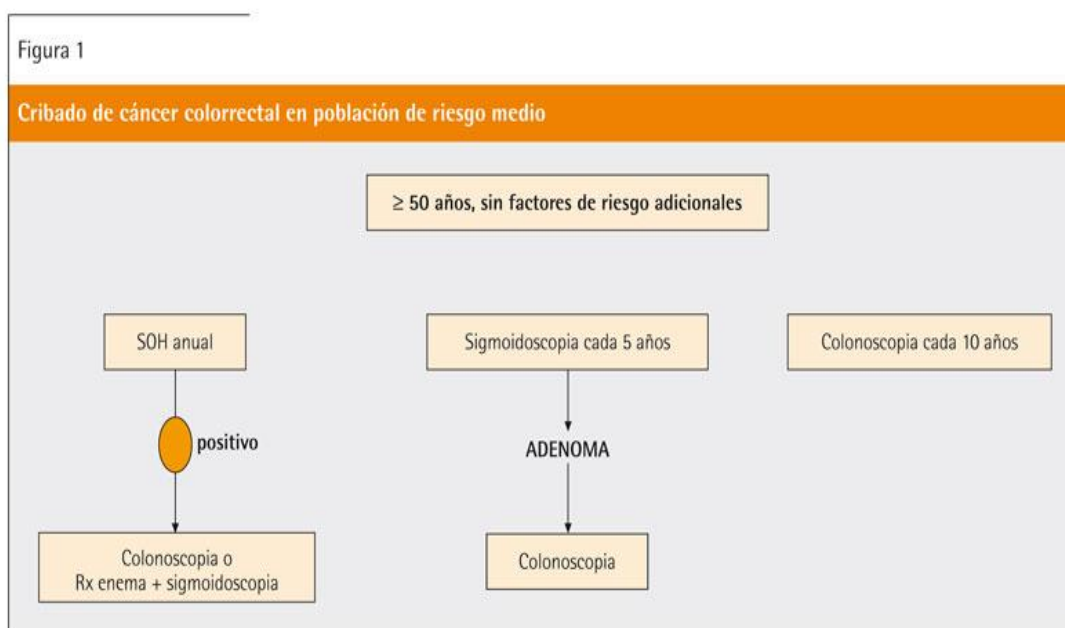 Figura 1
Cribado de cáncer colorrectal en población de riesgo medio
≥ 50 años, sin factores de riesgo adicionales
SOH anual
Sigmoidoscopia cada 5 años
Colonoscopia cada 10 años
positivo
ADENOMA
Colonoscopia o
Rx enema + sigmoidoscopia
Colonoscopia